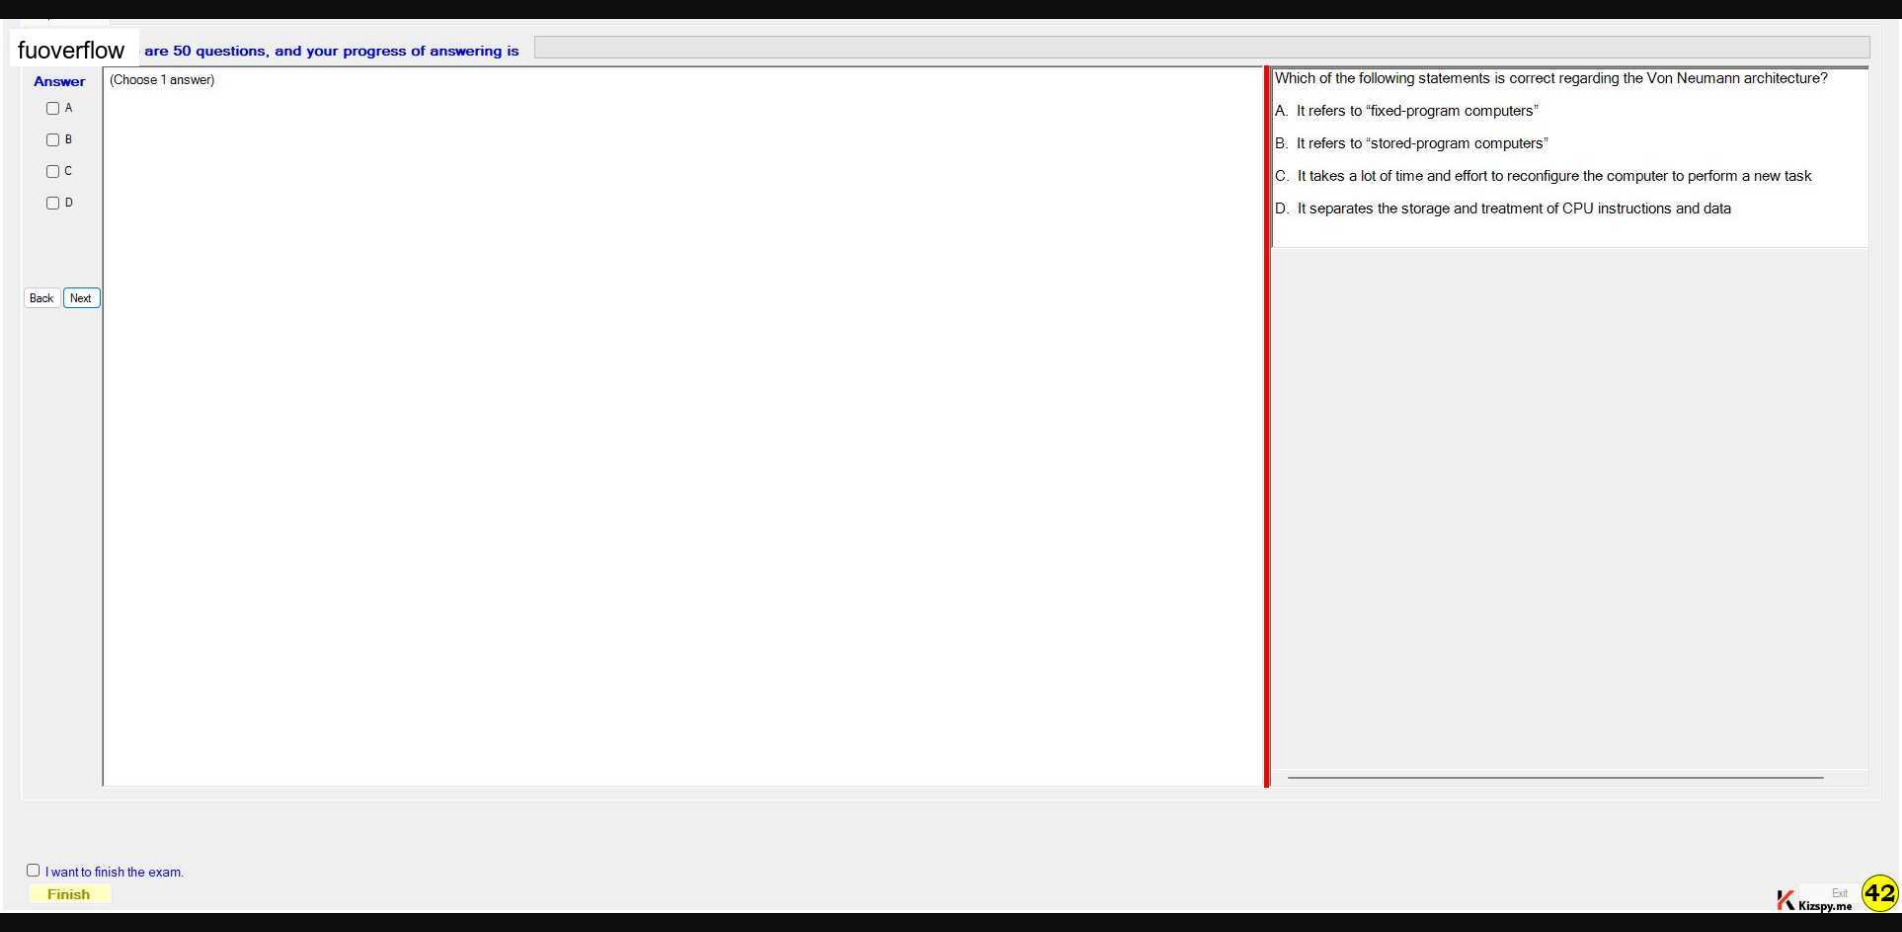 fuoverflow are 50 questions, and your progress of answering is
Answer
(Choose 1 answer)
A
B
C
D
Back Next
Which of the following statements is correct regarding the Von Neumann architecture?
A. It refers to “fixed-program computers”
B. It refers to “stored-program computers”
C. It takes a lot of time and effort to reconfigure the computer to perform a new task
D. It separates the storage and treatment of CPU instructions and data
I want to finish the exam.
Finish
Exit
Kizspy.me
42